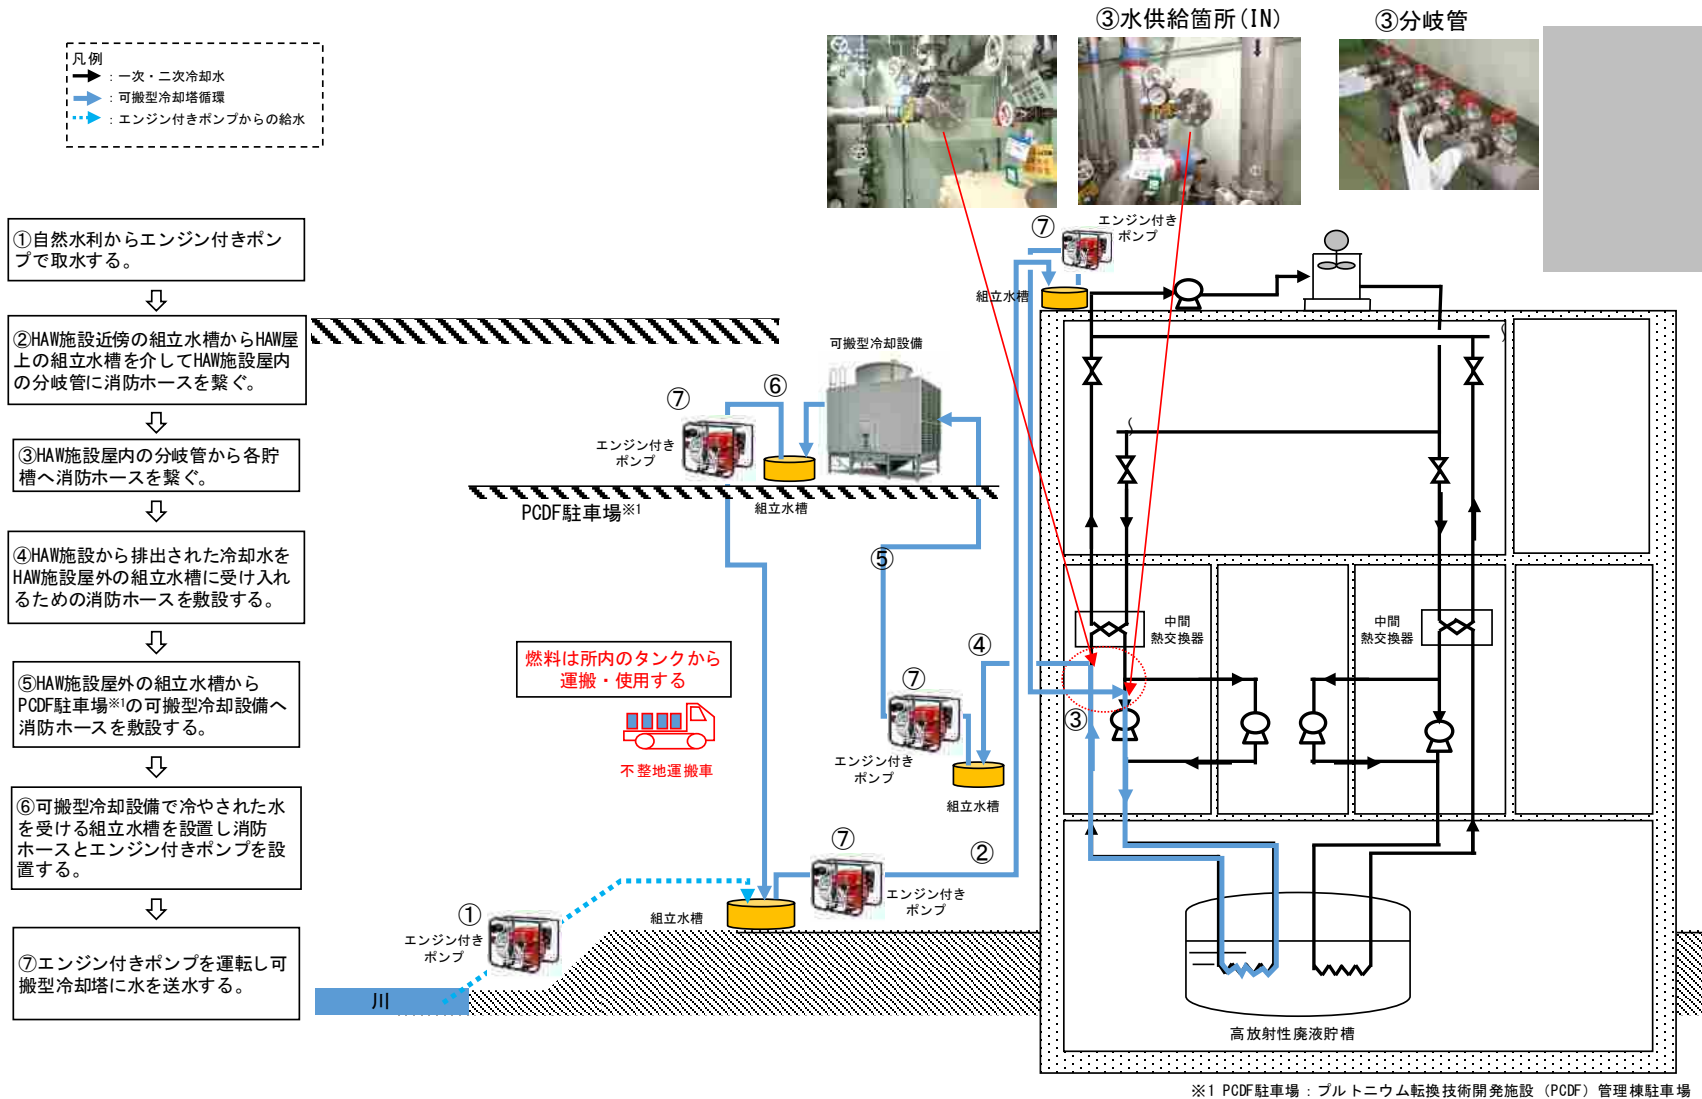 ③水供給箇所(IN)
③分岐管
凡例
：一次・二次冷却水
：可搬型冷却塔循環
：エンジン付きポンプからの給水
①自然水利からエンジン付きポン
プで取水する。
②HAW施設近傍の組立水槽からHAW屋
上の組立水槽を介してHAW施設屋内
の分岐管に消防ホースを繋ぐ。
③HAW施設屋内の分岐管から各貯
槽へ消防ホースを繋ぐ。
④HAW施設から排出された冷却水を
HAW施設屋外の組立水槽に受け入れ
るための消防ホースを敷設する。
⑤HAW施設屋外の組立水槽から
PCDF駐車場※1の可搬型冷却設備へ
消防ホースを敷設する。
⑥可搬型冷却設備で冷やされた水
を受ける組立水槽を設置し消防
ホースとエンジン付きポンプを設
置する。
⑦エンジン付きポンプを運転し可
搬型冷却塔に水を送水する。
⑦
エンジン付き
ポンプ
組立水槽
可搬型冷却設備
⑥
⑦
エンジン付き
ポンプ
組立水槽
PCDF駐車場※1
⑤
燃料は所内のタンクから
運搬・使用する
不整地運搬車
④
⑦
エンジン付き
ポンプ
組立水槽
③
中間
熱交換器
中間
熱交換器
⑦
②
エンジン付き
ポンプ
組立水槽
①
エンジン付き
ポンプ
川
高放射性廃液貯槽
※1 PCDF駐車場：プルトニウム転換技術開発施設（PCDF）管理棟駐車場